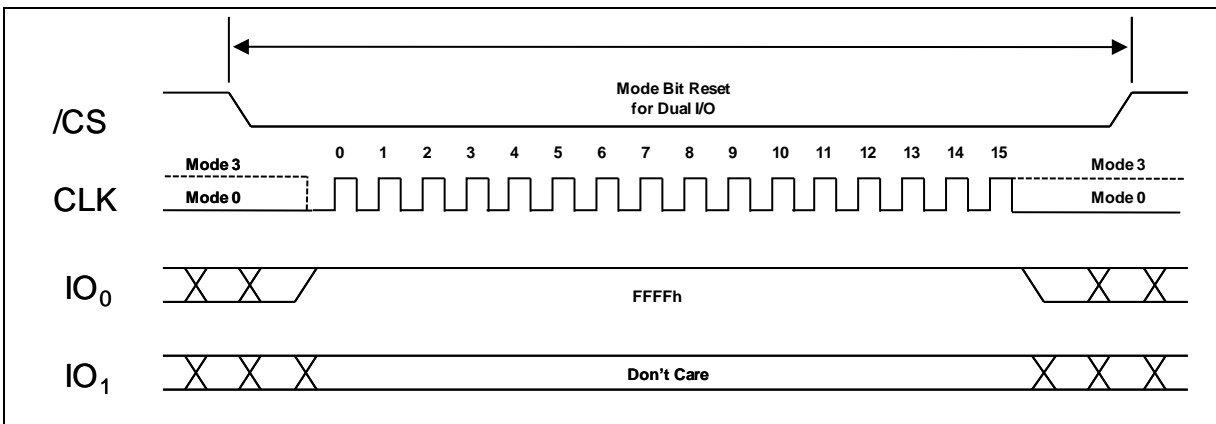 Mode Bit Reset
for Dual I/O
/CS
0 1 2 3 4 5 6 7 8 9 10 11 12 13 14 15
Mode 3
Mode 3
CLK
Mode 0
Mode 0
IO0
FFFFh
IO1
Don't Care